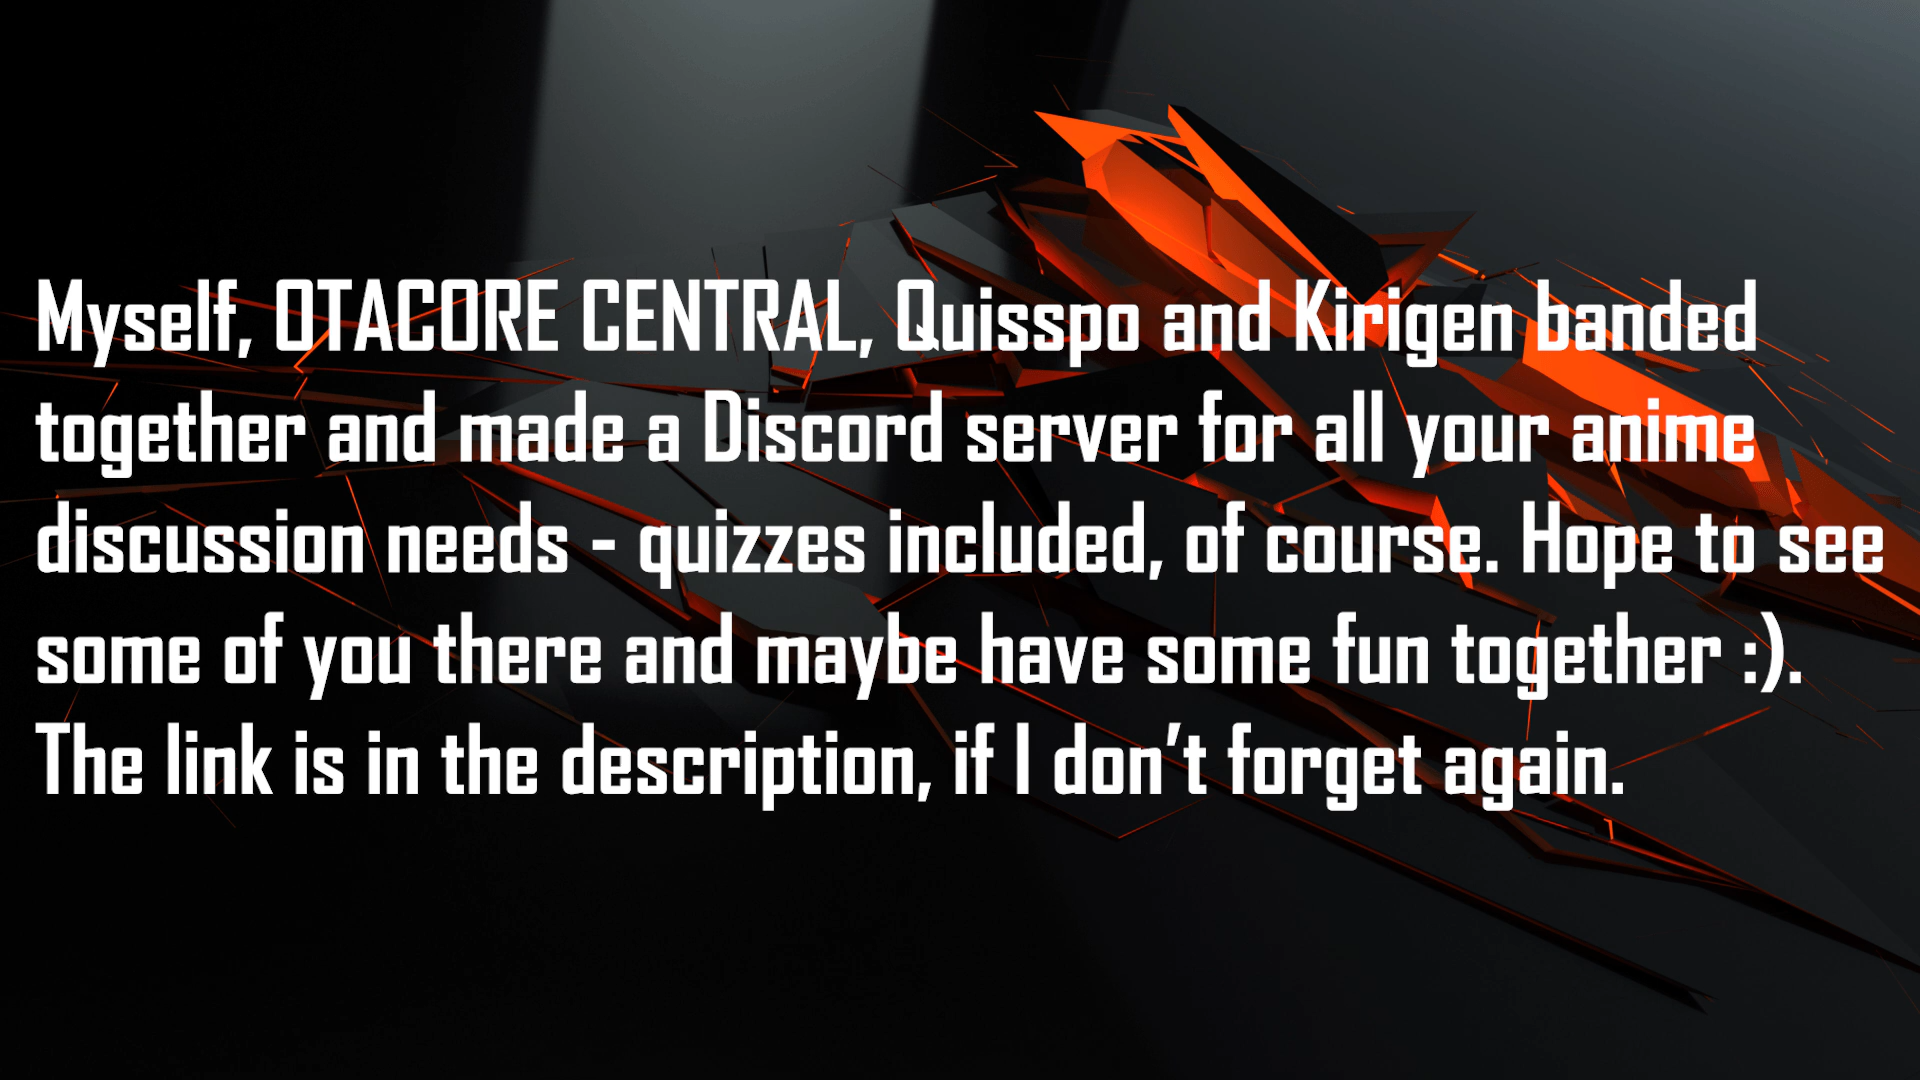 Myself, OTACORE CENTRAL, Quisspo and Kirigen banded
together and made a Discord server for all your anime
discussion needs - quizzes included, of course. Hope to see
some of you there and maybe have some fun together :).
The link is in the description, if I don’t forget again.